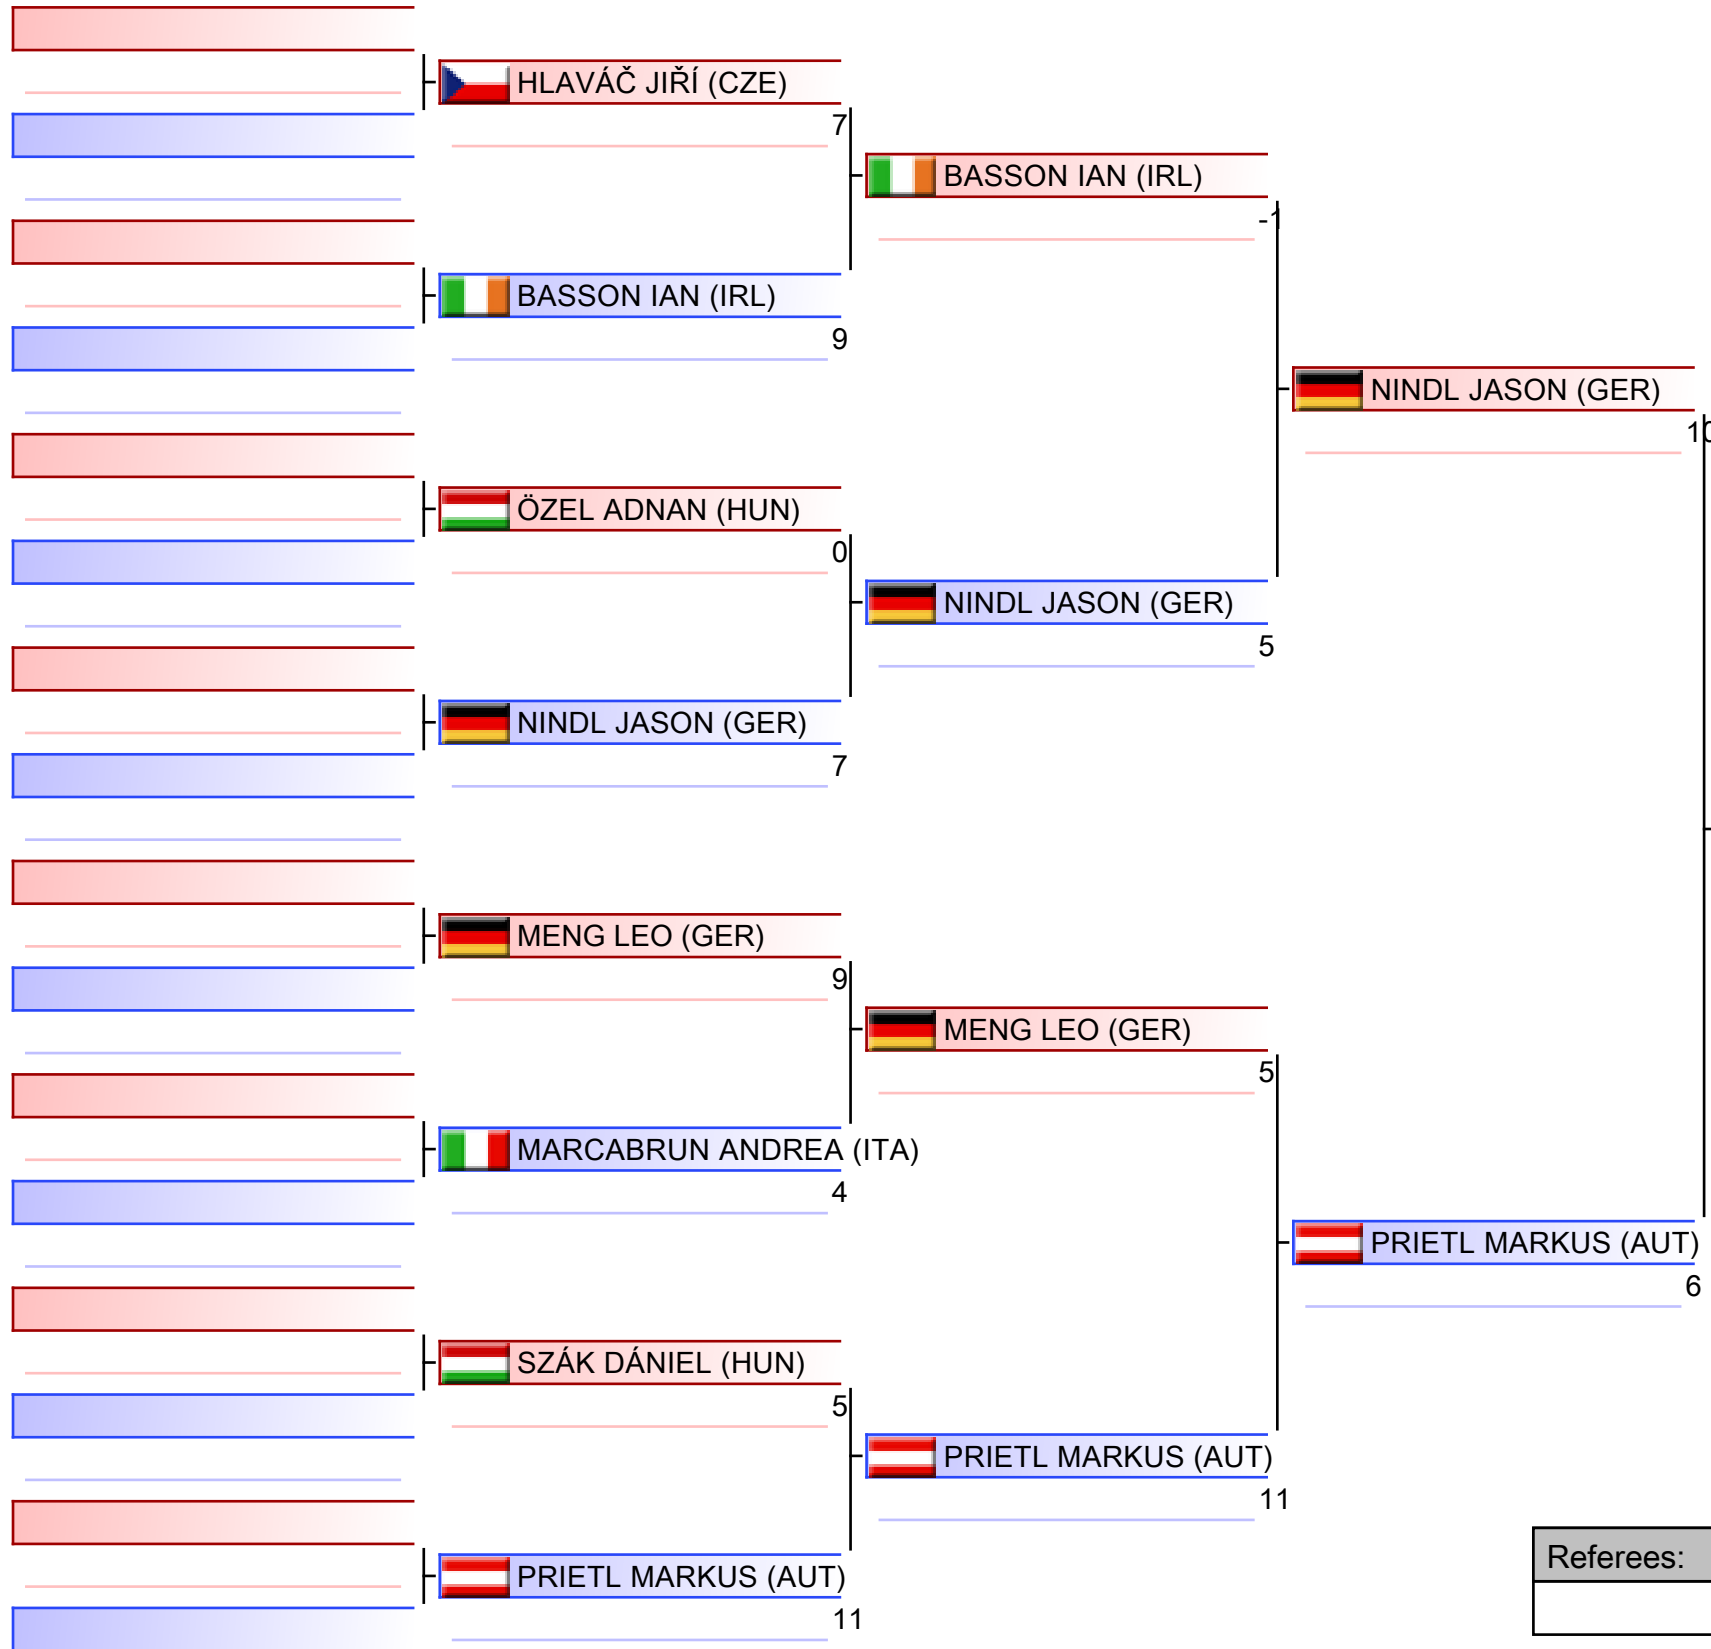 HLAVÁČ JIŘÍ (CZE)
7
BASSON IAN (IRL)
-1
BASSON IAN (IRL)
9
NINDL JASON (GER)
10
ÖZEL ADNAN (HUN)
0
NINDL JASON (GER)
5
NINDL JASON (GER)
7
MENG LEO (GER)
9
MENG LEO (GER)
5
MARCABRUN ANDREA (ITA)
4
PRIETL MARKUS (AUT)
6
SZÁK DÁNIEL (HUN)
5
PRIETL MARKUS (AUT)
11
PRIETL MARKUS (AUT)
11
Referees: